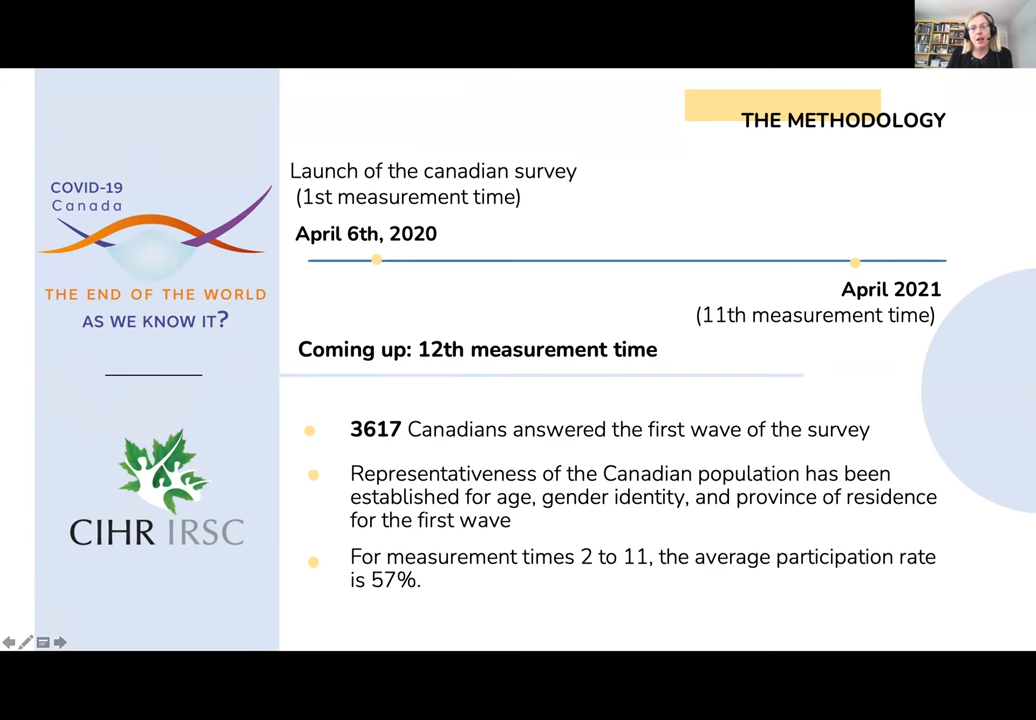 THE METHODOLOGY
Launch of the canadian survey
(1st measurement time)
April 6th, 2020
April 2021
(11th measurement time)
Coming up: 12th measurement time
COVID-19
Canada
THE END OF THE WORLD
AS WE KNOW IT?
CIHR IRSC
3617 Canadians answered the first wave of the survey
Representativeness of the Canadian population has been
established for age, gender identity, and province of residence
for the first wave
For measurement times 2 to 11, the average participation rate
is 57%.